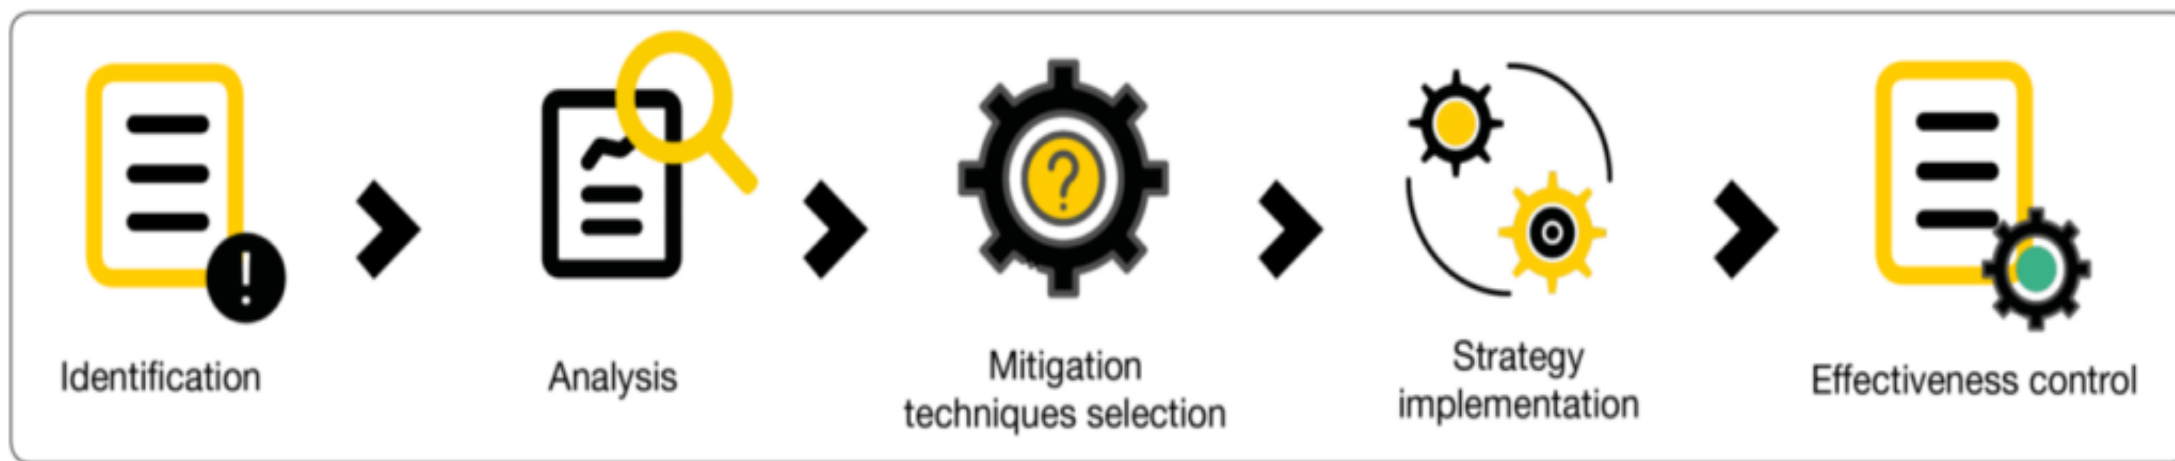 Identification
Analysis
Mitigation
techniques selection
Strategy
implementation
Effectiveness control